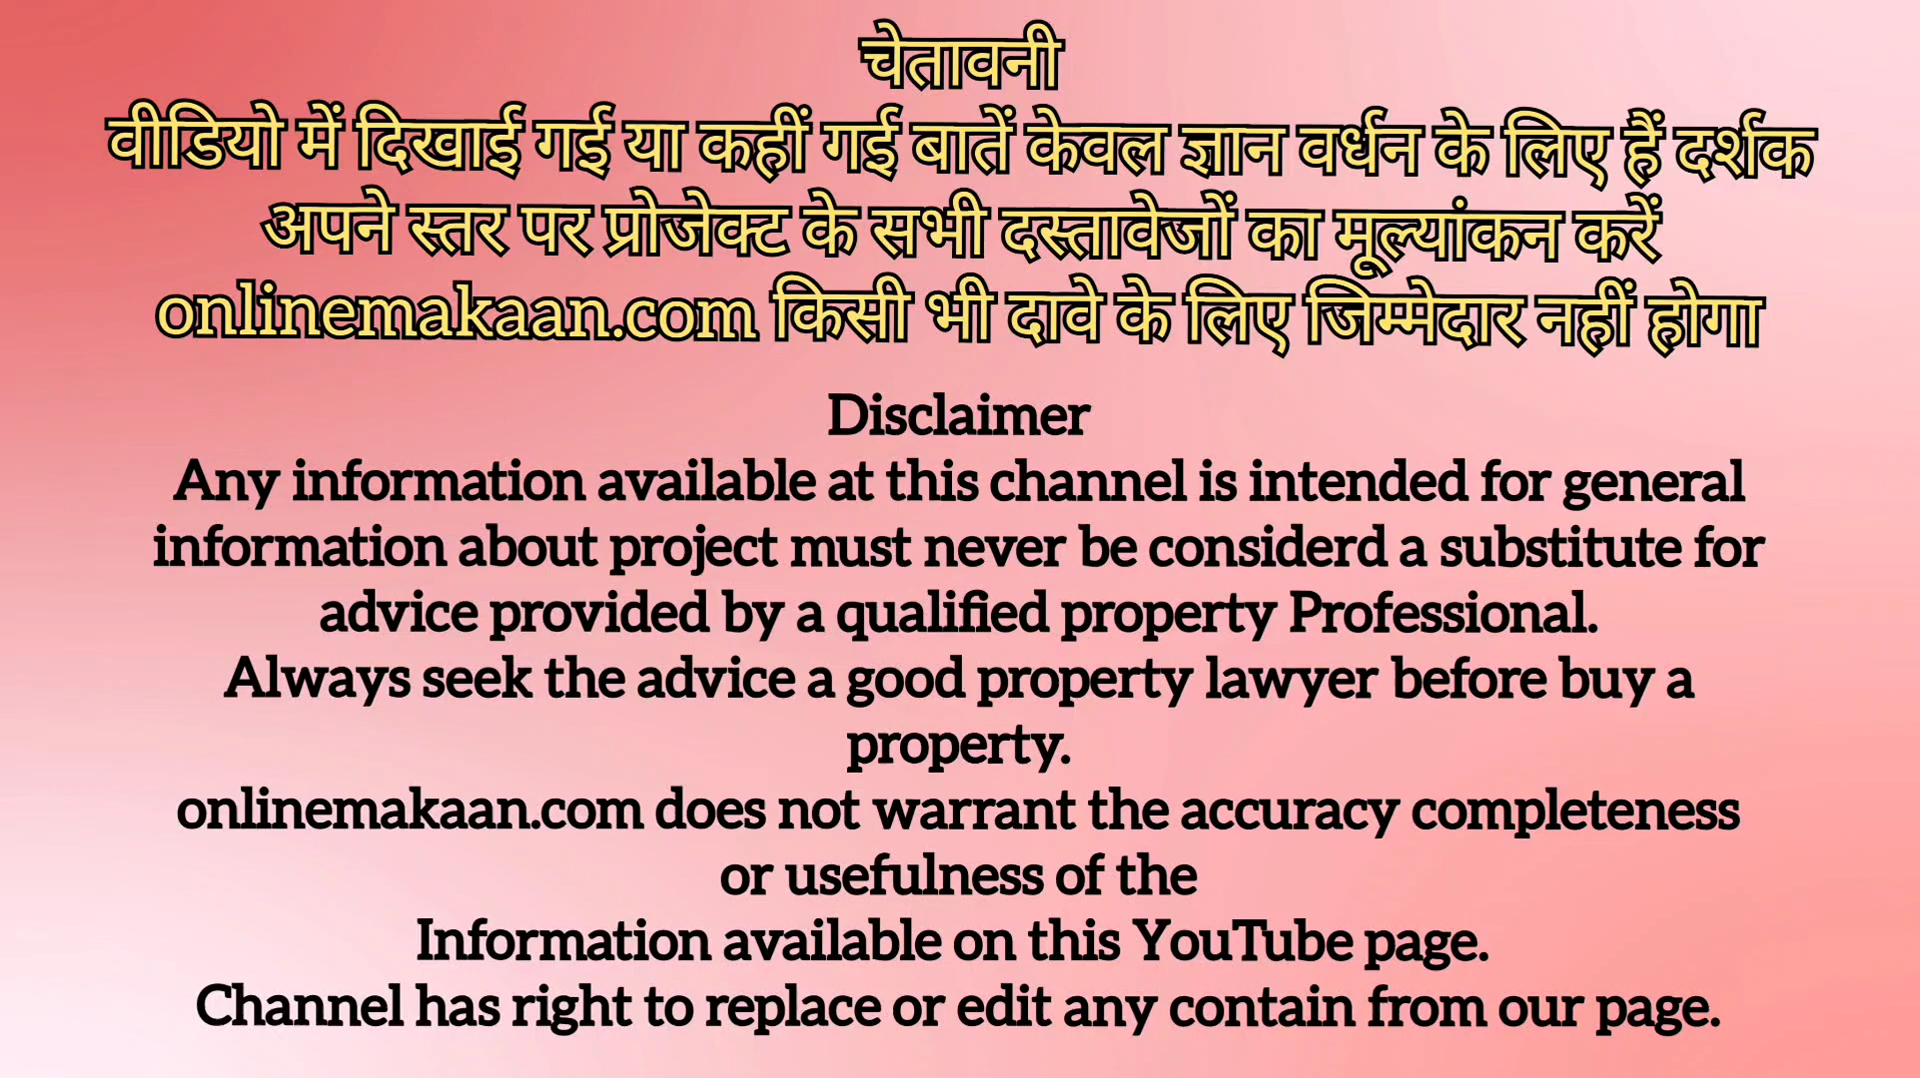 चेतावनी
वीडियो में दिखाई गई या कहीं गई बातें केवल ज्ञान वर्धन के लिए हैं दर्शक
अपने स्तर पर प्रोजेक्ट के सभी दस्तावेजों का मूल्यांकन करें
onlinemakaan.com किसी भी दावे के लिए जिम्मेदार नहीं होगा
Disclaimer
Any information available at this channel is intended for general
information about project must never be considerd a substitute for
advice provided by a qualified property Professional.
Always seek the advice a good property lawyer before buy a
property.
onlinemakaan.com does not warrant the accuracy completeness
or usefulness of the
Information available on this YouTube page.
Channel has right to replace or edit any contain from our page.